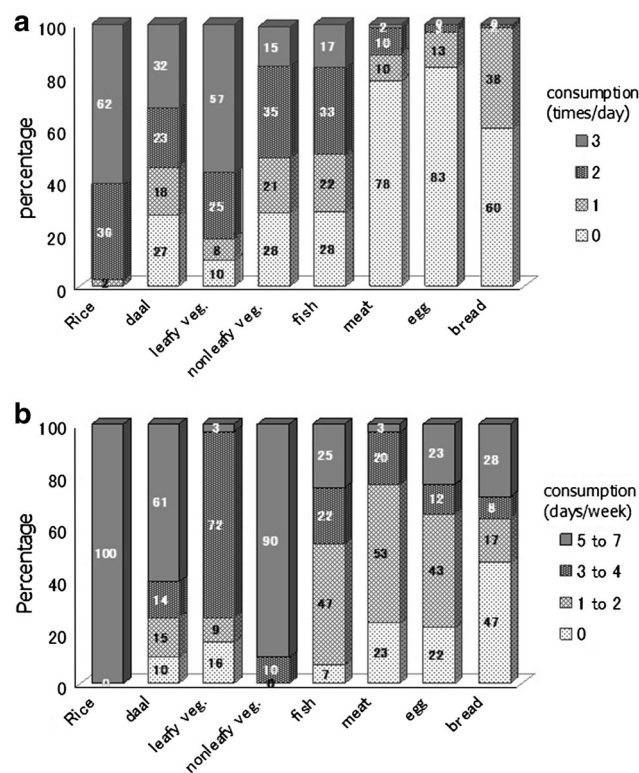 a
100
80
60
40
20
0
percentage
62
36
2
32
23
18
27
57
25
8
10
15
35
21
28
17
33
22
28
2
10
10
78
0
3
13
83
0
2
38
60
Rice
daal
leafy veg.
nonleafy veg.
fish
meat
egg
bread
consumption
(times/day)
3
2
1
0
b
100
80
60
40
20
0
Percentage
100
0
61
14
15
10
3
72
9
16
90
10
0
25
22
47
7
3
20
53
23
23
12
43
22
28
8
17
47
Rice
daal
leafy veg.
nonleafy veg.
fish
meat
egg
bread
consumption
(days/week)
5 to 7
3 to 4
1 to 2
0